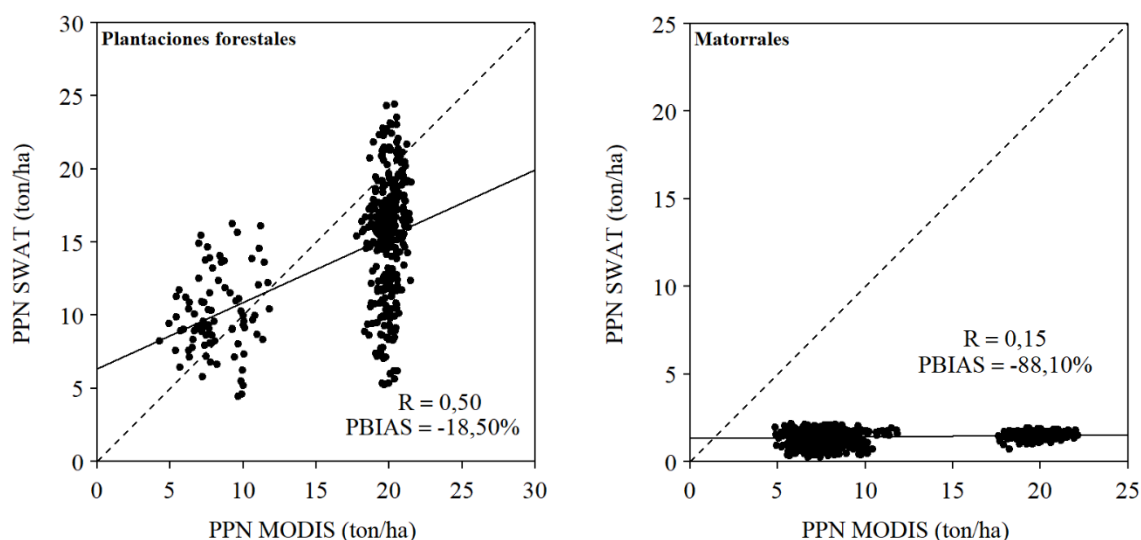 Plantaciones forestales
30
25
20
15
10
5
0
PPN SWAT (ton/ha)
R = 0,50
PBIAS = -18,50%
0 5 10 15 20 25 30
PPN MODIS (ton/ha)
Matorrales
25
20
15
10
5
0
PPN SWAT (ton/ha)
R = 0,15
PBIAS = -88,10%
0 5 10 15 20 25
PPN MODIS (ton/ha)